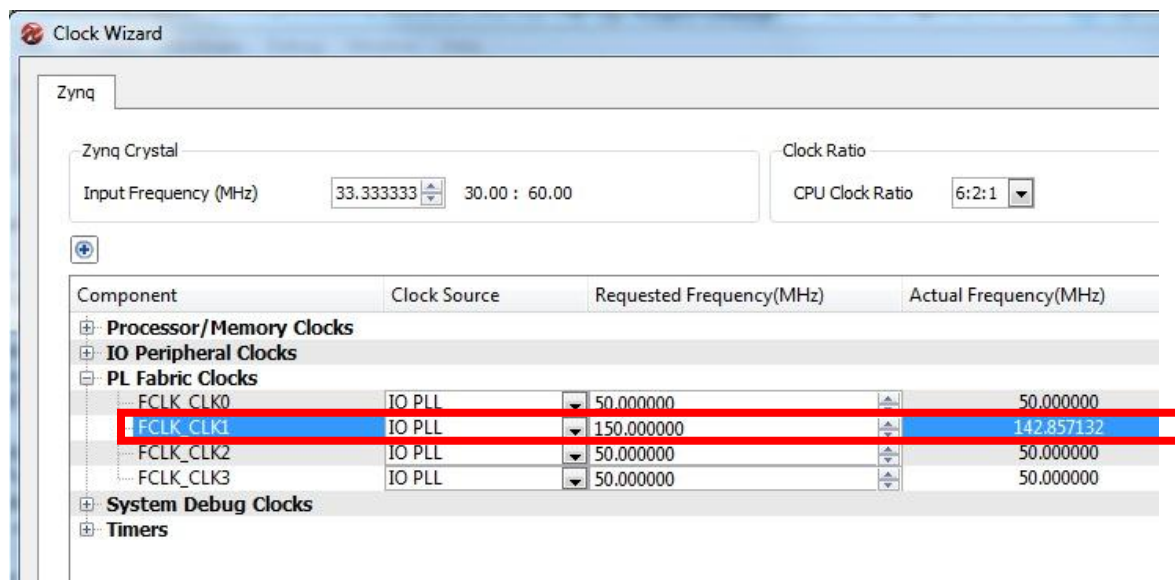 Clock Wizard
Zynq
Zynq Crystal
Clock Ratio
Input Frequency (MHz) 33.333333 30.00 : 60.00
CPU Clock Ratio 6:2:1
Component Clock Source Requested Frequency(MHz) Actual Frequency(MHz)
Processor/Memory Clocks
IO Peripheral Clocks
PL Fabric Clocks
FCLK_CLK0 IO PLL 50.000000 50.000000
FCLK_CLK1 IO PLL 150.000000 142.857132
FCLK_CLK2 IO PLL 50.000000 50.000000
FCLK_CLK3 IO PLL 50.000000 50.000000
System Debug Clocks
Timers